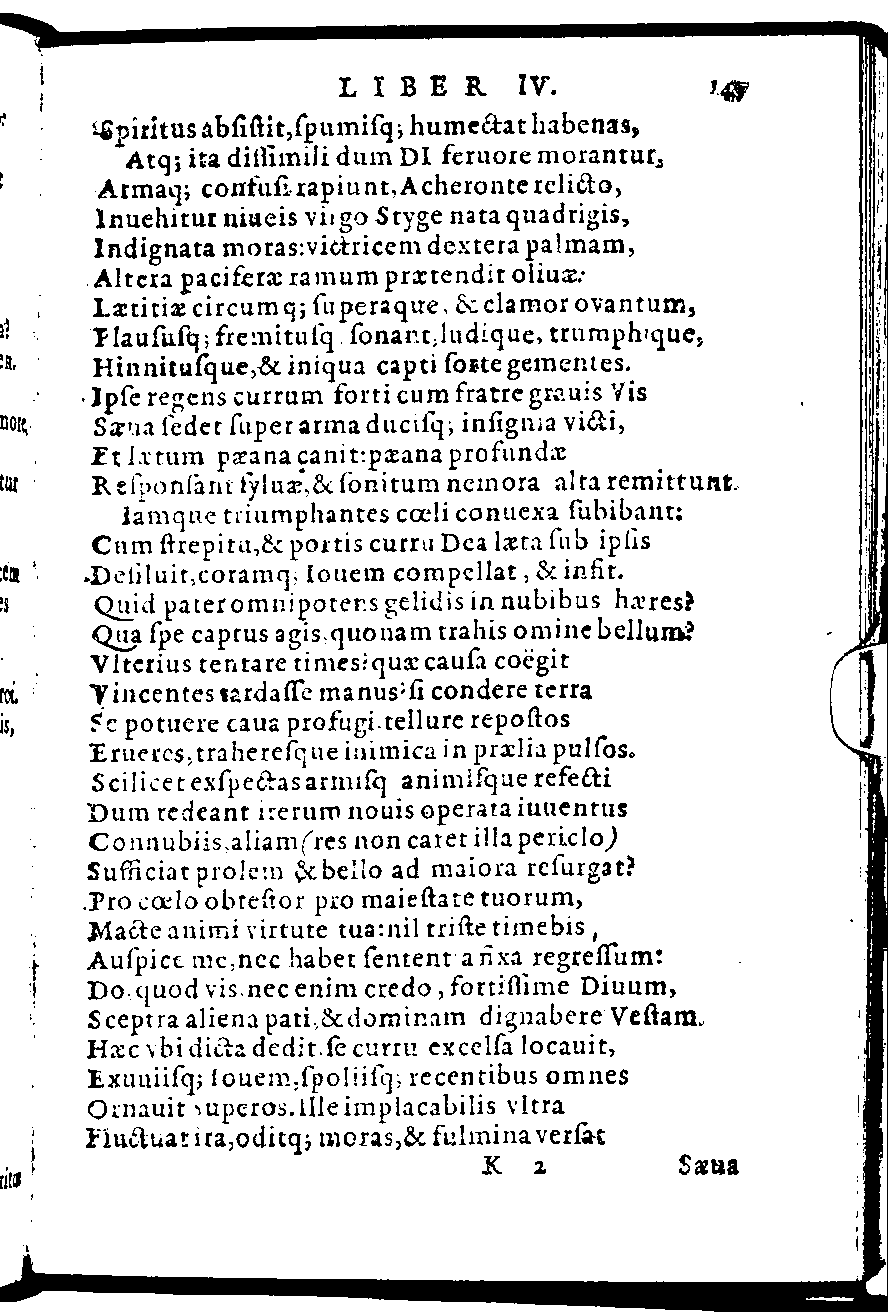 LIBER IV. 147
Spiritus absistit, spumisq; humectat habenas,
Atq; ita dissimili dum DI feruore morantur,
Armaq; confusi rapiunt, Acheronte relicto,
Inuehitur niueis virgo Styge nata quadrigis,
Indignata moras: victricem dextera palmam,
Altera paciferæ ramum prætendit oliuæ:
Lætitiæ circumq; superaque, & clamor ovantum,
Plaususq; fremitusq sonant, ludique, trumphique,
Hinnitusque, & iniqua capti sorte gementes.
Ipse regens currum forti cum fratre grauis Vis
Sæua sedet super arma ducisq; insignia victi,
Et lætum pæana canit: pæana profundæ
Responsant syluæ, & sonitum nemora alta remittunt.
Iamque triumphantes cœli conuexa subibant:
Cum strepitu, & portis curru Dea læta sub ipsis
Desiluit, coramq; Iouem compellat, & infit.
Quid pater omnipotens gelidis in nubibus hæres?
Qua spe captus agis, quonam trahis omine bellum?
Vlterius tentare times? quæ causa coëgit
Vincentes tardasse manus? si condere terra
Se potuere caua profugi, tellure repostos
Erueres, traheresque inimica in prælia pulsos.
Scilicet exspectas armisq animisque refecti
Dum redeant iterum nouis operata iuuentus
Connubiis, aliam (res non caret illa periclo)
Sufficiat prolem & bello ad maiora resurgat?
Pro cœlo obtestor pro maiestate tuorum,
Macte animi virtute tua: nil triste timebis,
Auspice me, nec habet sententia fixa regressum:
Do, quod vis, nec enim credo, fortissime Diuum,
Sceptra aliena pati, & dominam dignabere Vestam.
Hæc vbi dicta dedit, se curru excelsa locauit,
Exuuiisq; Iouem, spoliisq; recentibus omnes
Ornauit superos. Ille implacabilis vltra
Fluctuat ira, oditq; moras, & fulmina versat
K 2 Sæua